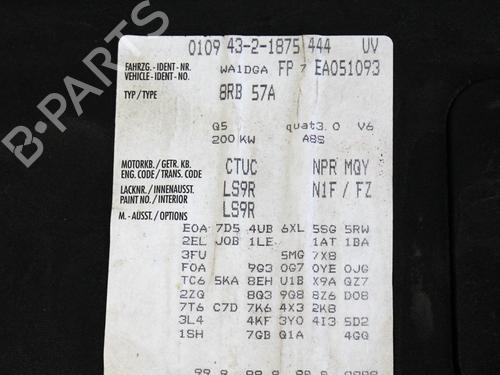 0109 43-2-1875 444 UV
FAHRZG.-IDENT-NR.
VEHICLE-IDENT-NO.
WA1DGA FP 7 EA051093
TYP/TYPE 8RB 57A
Q5 quat3.0 V6
200 KW A8S
MOTORKB./GETR.KB.
ENG.CODE/TRANS.CODE
CTUC NPR MQY
LACKNR./INNENAUSST.
PAINT NO./INTERIOR
LS9R N1F / FZ
LS9R
M.-AUSST./OPTIONS
E0A 7D5 4UB 6XL 5SG 5RW
2EL J0B 1LE 1AT 1BA
3FU 5MG 7X8
F0A 9G3 0G7 0YE 0JG
TC6 5KA 8EH U1B X9A QZ7
2ZQ 8Q3 9Q8 8Z6 D08
7T6 C7D 7K6 4X3 2K8
3L4 4KF 3Y0 4I3 5D2
1SH 7GB Q1A 4GQ
B-PARTS